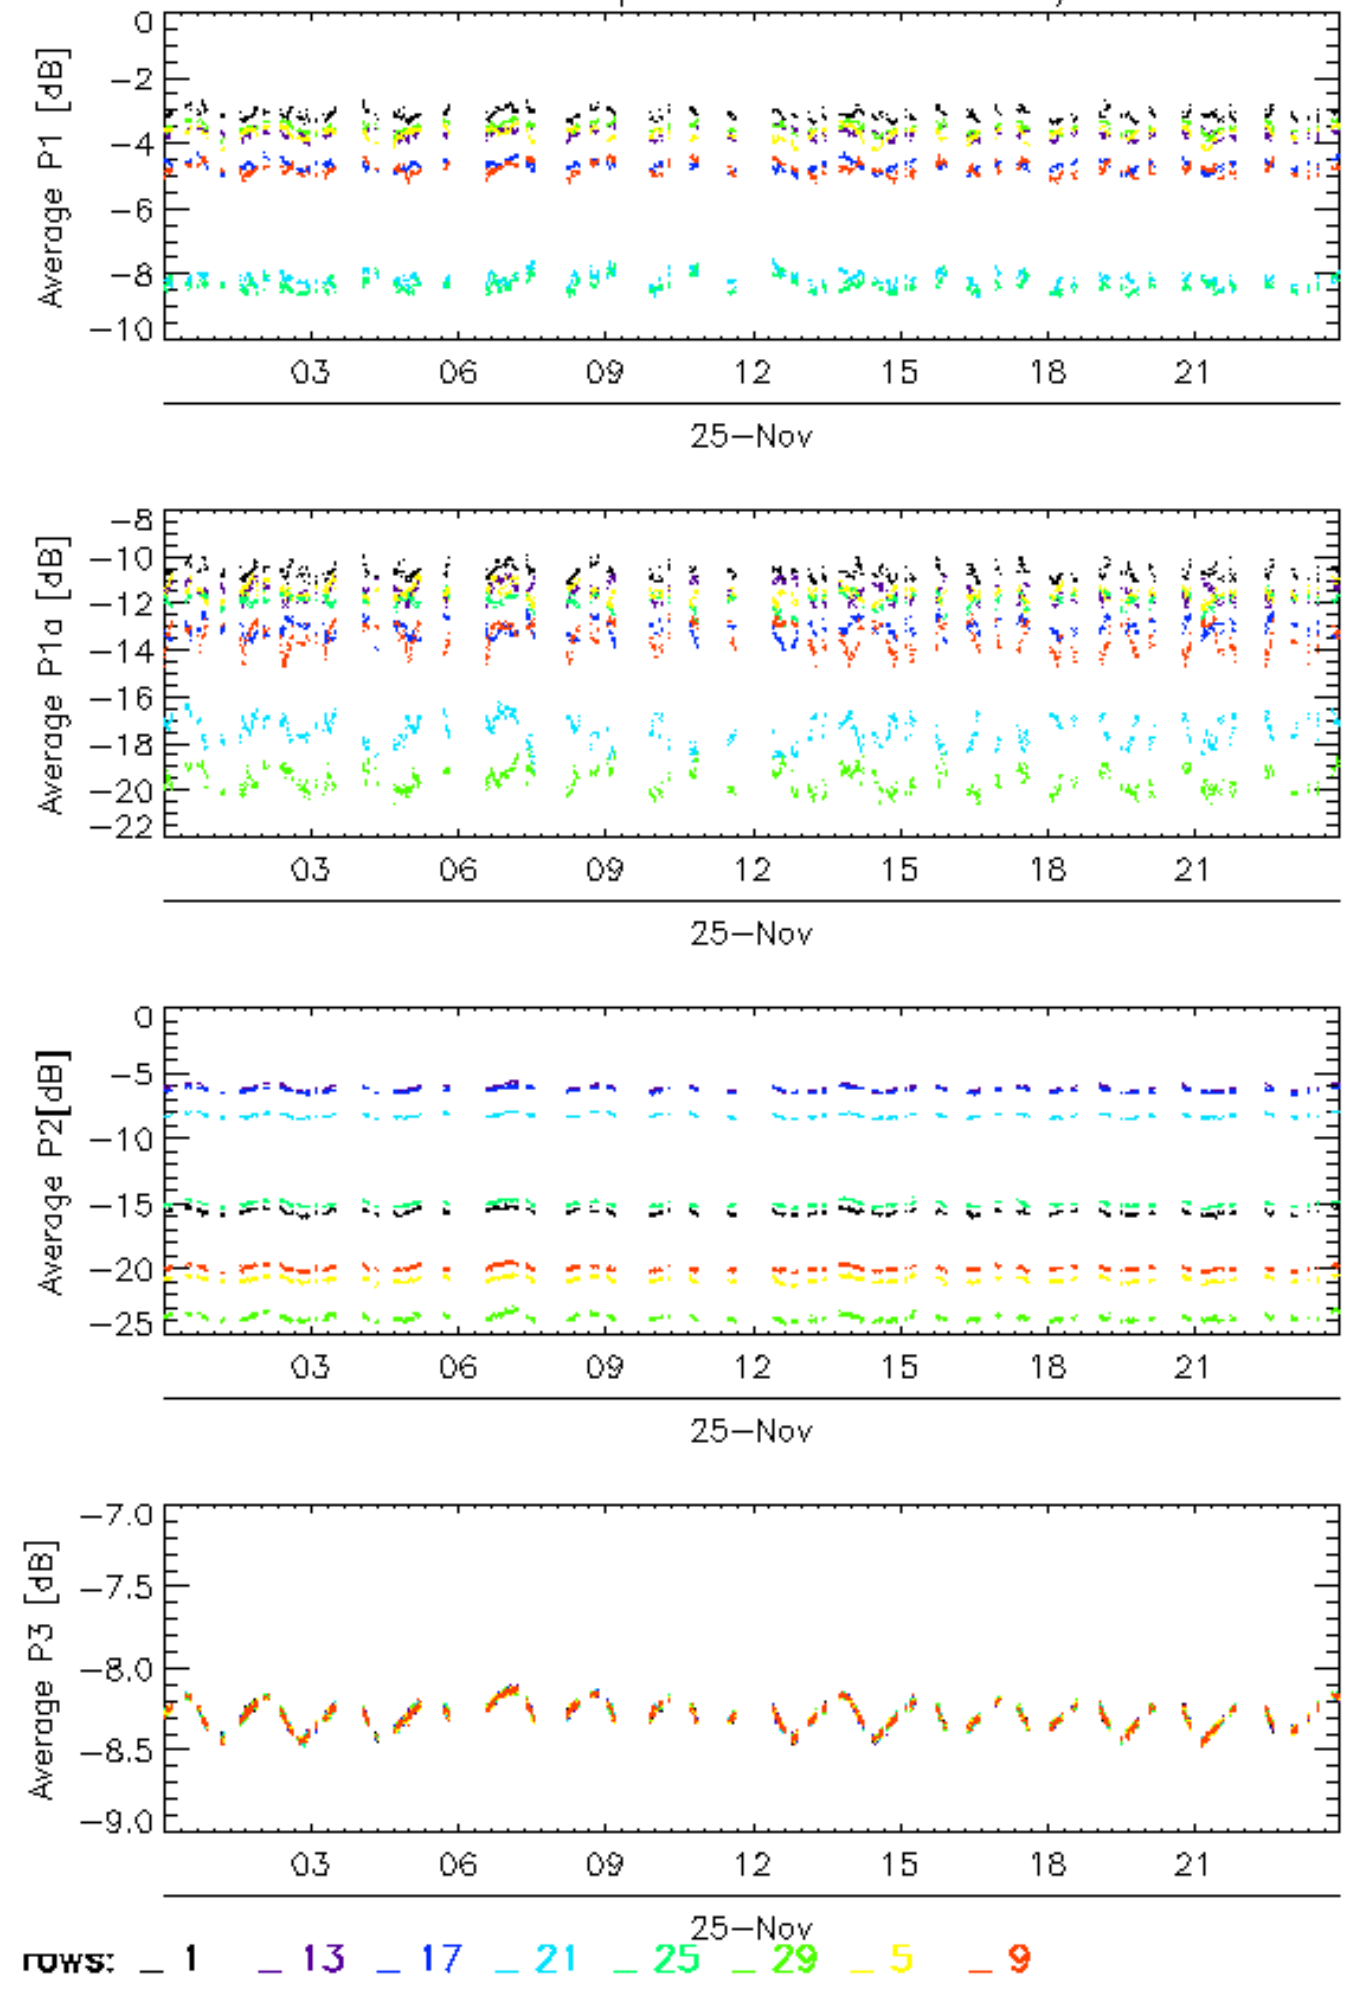 Average P1 [dB]
0
−2
−4
−6
−8
−10
03 06 09 12 15 18 21
25−Nov
Average P1a [dB]
−8
−10
−12
−14
−16
−18
−20
−22
03 06 09 12 15 18 21
25−Nov
Average P2[dB]
0
−5
−10
−15
−20
−25
03 06 09 12 15 18 21
25−Nov
Average P3 [dB]
−7.0
−7.5
−8.0
−8.5
−9.0
03 06 09 12 15 18 21
25−Nov
rows: _ 1 _ 13 _ 17 _ 21 _ 25 _ 29 _ 5 _ 9